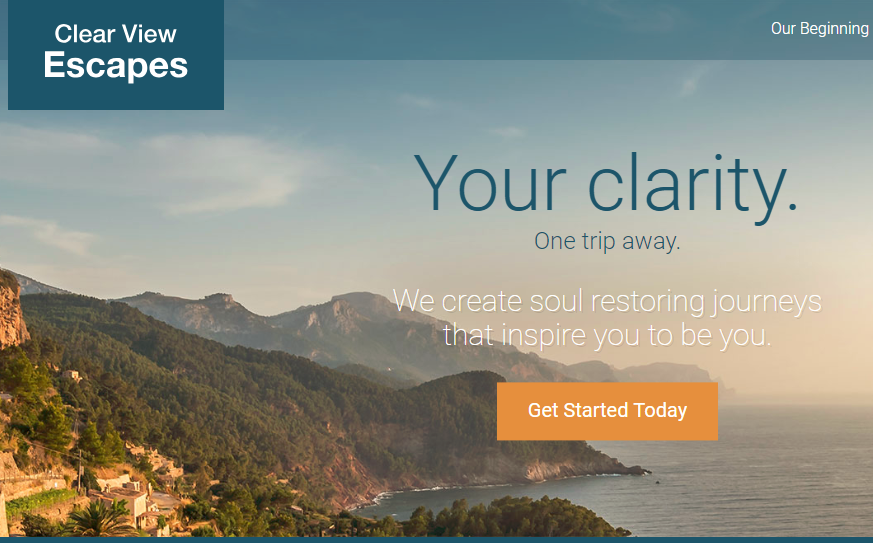 Clear View
Escapes
Our Beginning
Your clarity.
One trip away.
We create soul restoring journeys
that inspire you to be you.
Get Started Today